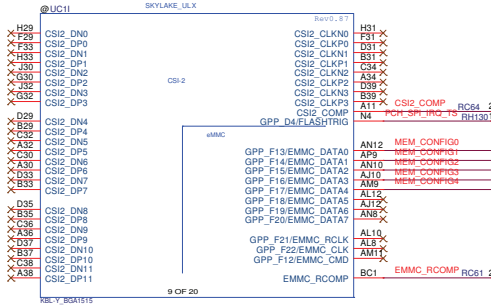 @UC1I SKYLAKE_ULX
Rev0.87
H29 CSI2_DN0 CSI2_CLKN0 H31
F29 CSI2_DP0 CSI2_CLKP0 F31
F33 CSI2_DN1 CSI2_CLKN1 D31
H33 CSI2_DP1 CSI2_CLKP1 B31
J30 CSI2_DN2 CSI2_CLKN2 C34
G30 CSI2_DP2 CSI-2 CSI2_CLKP2 A34
J32 CSI2_DN3 CSI2_CLKN3 D39
G32 CSI2_DP3 CSI2_CLKP3 B39
CSI2_COMP A11 CSI2_COMP RC64 2
D29 CSI2_DN4 GPP_D4/FLASHTRIG N4 PCH_SPI_IRQ_TS RH130
B29 CSI2_DP4
C32 CSI2_DN5 eMMC
A32 CSI2_DP5 GPP_F13/EMMC_DATA0 AN12 MEM_CONFIG0
C30 CSI2_DN6 GPP_F14/EMMC_DATA1 AP9 MEM_CONFIG1
A30 CSI2_DP6 GPP_F15/EMMC_DATA2 AN10 MEM_CONFIG2
D33 CSI2_DN7 GPP_F16/EMMC_DATA3 AJ10 MEM_CONFIG3
B33 CSI2_DP7 GPP_F17/EMMC_DATA4 AM9 MEM_CONFIG4
GPP_F18/EMMC_DATA5 AL12
D35 CSI2_DN8 GPP_F19/EMMC_DATA6 AJ12
B35 CSI2_DP8 GPP_F20/EMMC_DATA7 AN8
C36 CSI2_DN9
A36 CSI2_DP9 GPP_F21/EMMC_RCLK AL10
D37 CSI2_DN10 GPP_F22/EMMC_CLK AL8
B37 CSI2_DP10 GPP_F12/EMMC_CMD AM11
C38 CSI2_DN11
A38 CSI2_DP11 EMMC_RCOMP BC1 EMMC_RCOMP RC61 2
9 OF 20
KBL-Y_BGA1515